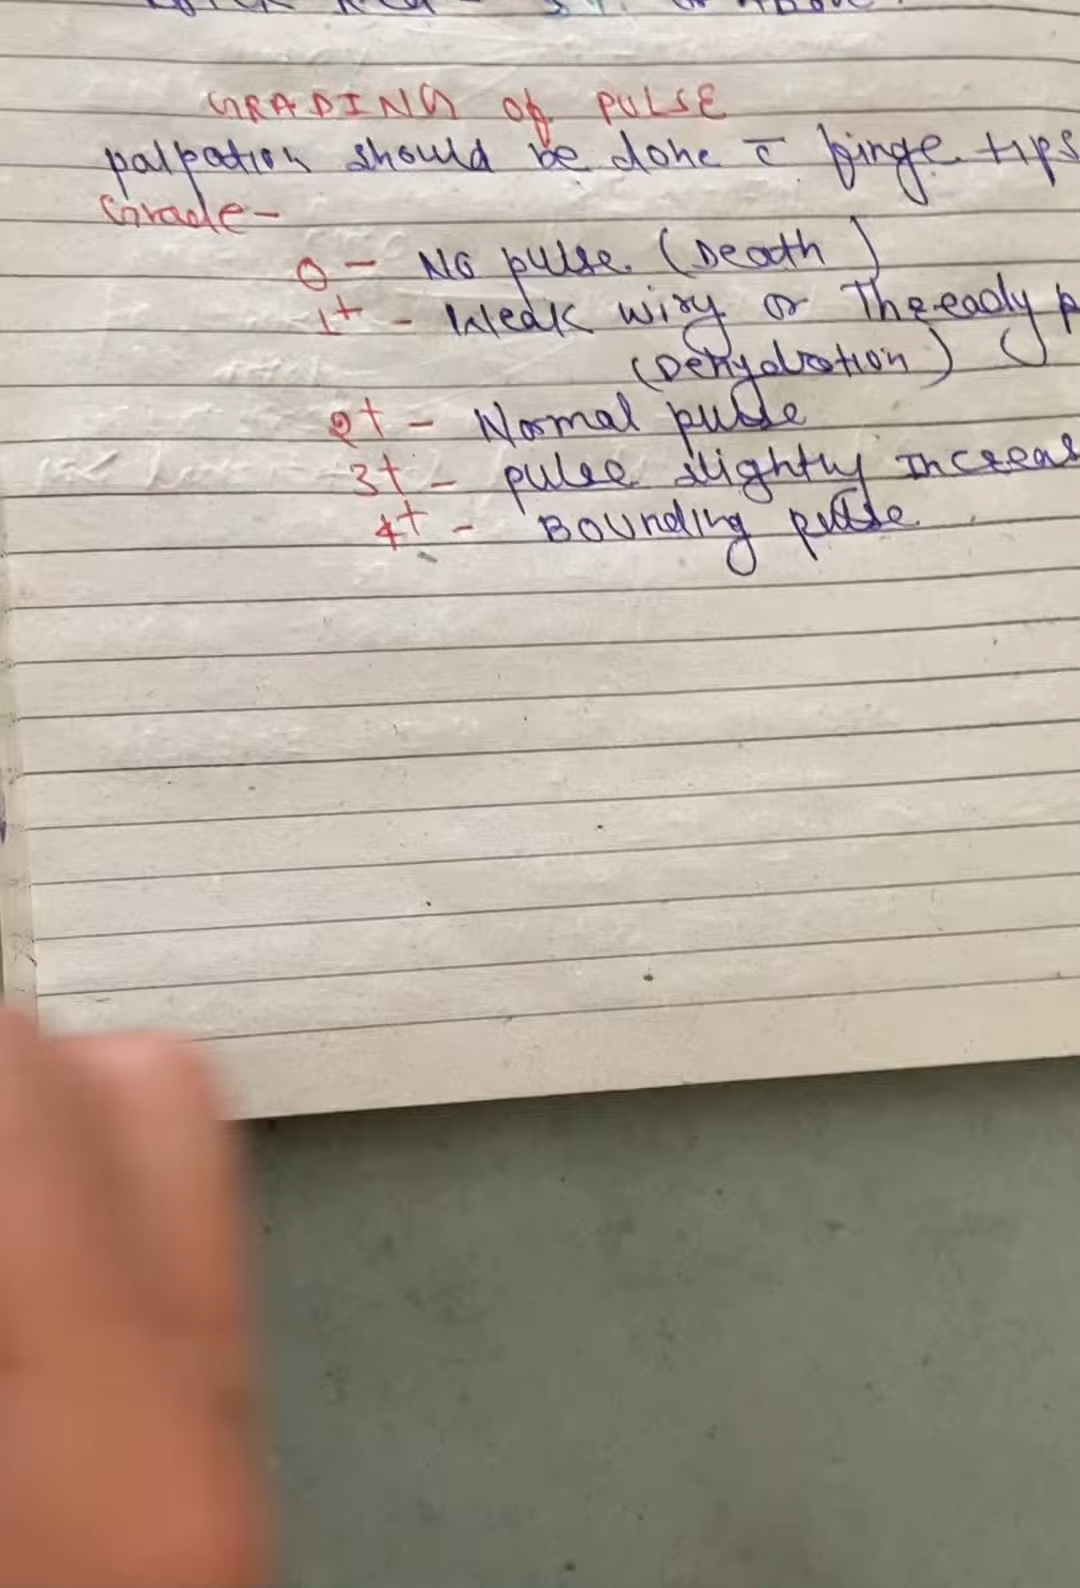 GRADING of PULSE
palpation should be done c̄ finge tips
Grade-
0 - No pulse. (Death)
1+ - Weak wiry or Thready p
(Dehydration)
2+ - Normal pulse
3+ - pulse slightly Increas
4+ - Bounding pulse